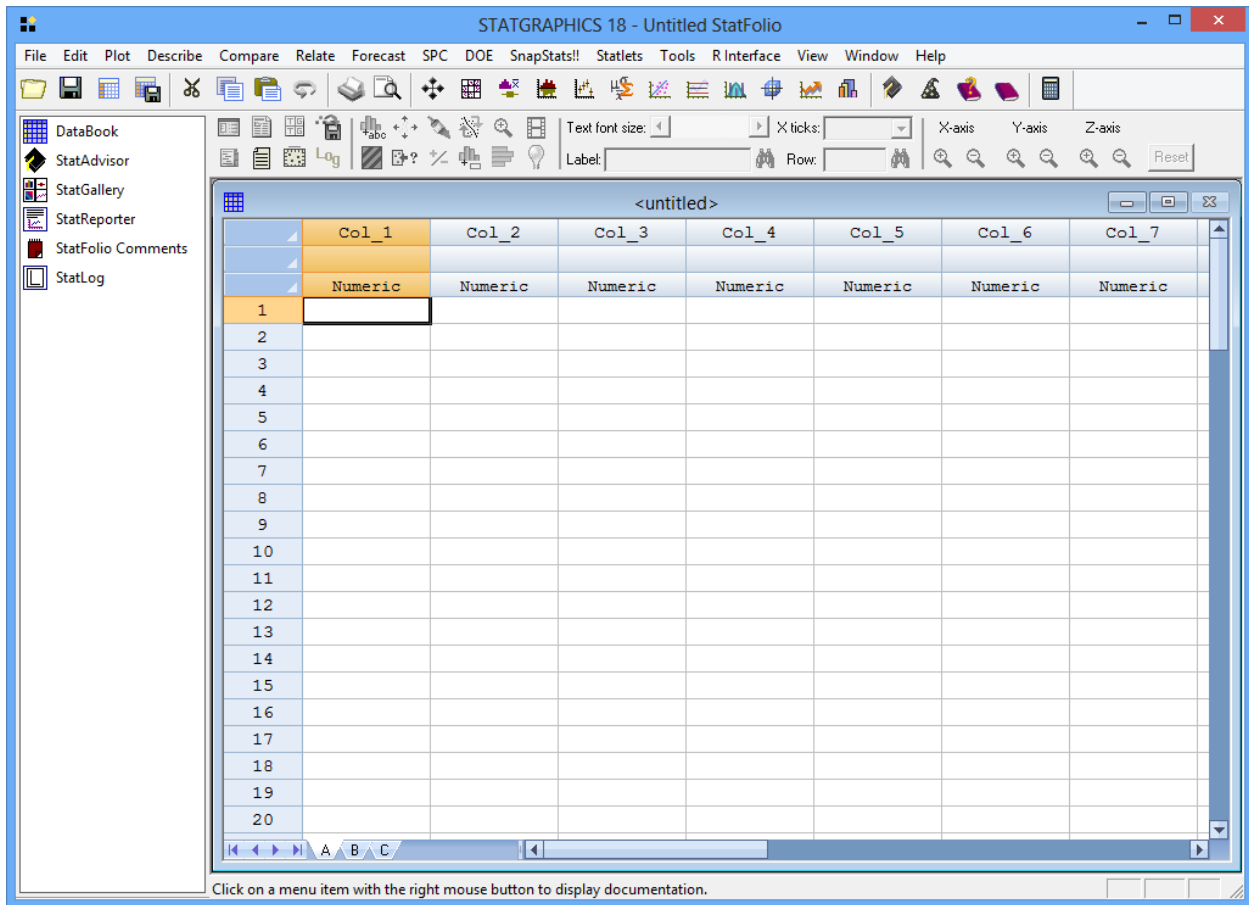 STATGRAPHICS 18 - Untitled StatFolio
File Edit Plot Describe Compare Relate Forecast SPC DOE SnapStats!! Statlets Tools R Interface View Window Help
DataBook
StatAdvisor
StatGallery
StatReporter
StatFolio Comments
StatLog
Text font size: X ticks: X-axis Y-axis Z-axis
Log abc Label: Row: Reset
<untitled>
Col_1 Col_2 Col_3 Col_4 Col_5 Col_6 Col_7
Numeric Numeric Numeric Numeric Numeric Numeric Numeric
1
2
3
4
5
6
7
8
9
10
11
12
13
14
15
16
17
18
19
20
A B C
Click on a menu item with the right mouse button to display documentation.